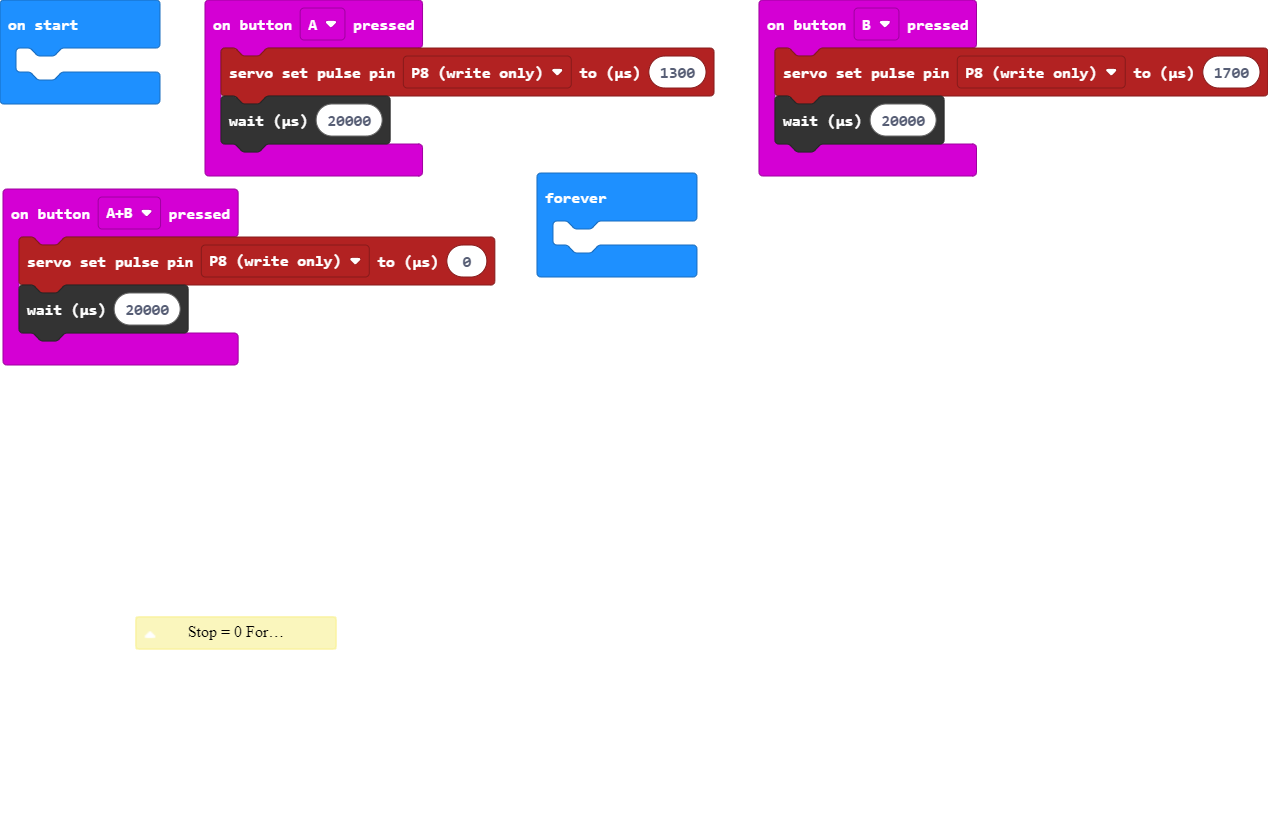 on start
on button A pressed
servo set pulse pin P8 (write only) to (µs) 1300
wait (µs) 20000
on button B pressed
servo set pulse pin P8 (write only) to (µs) 1700
wait (µs) 20000
on button A+B pressed
servo set pulse pin P8 (write only) to (µs) 0
wait (µs) 20000
forever
Stop = 0 For…